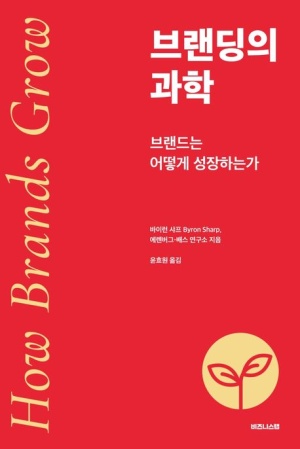 How Brands Grow
브랜딩의
과학
브랜드는
어떻게 성장하는가
바이런 샤프 Byron Sharp,
에렌버그-배스 연구소 지음
윤효원 옮김
비즈니스랩